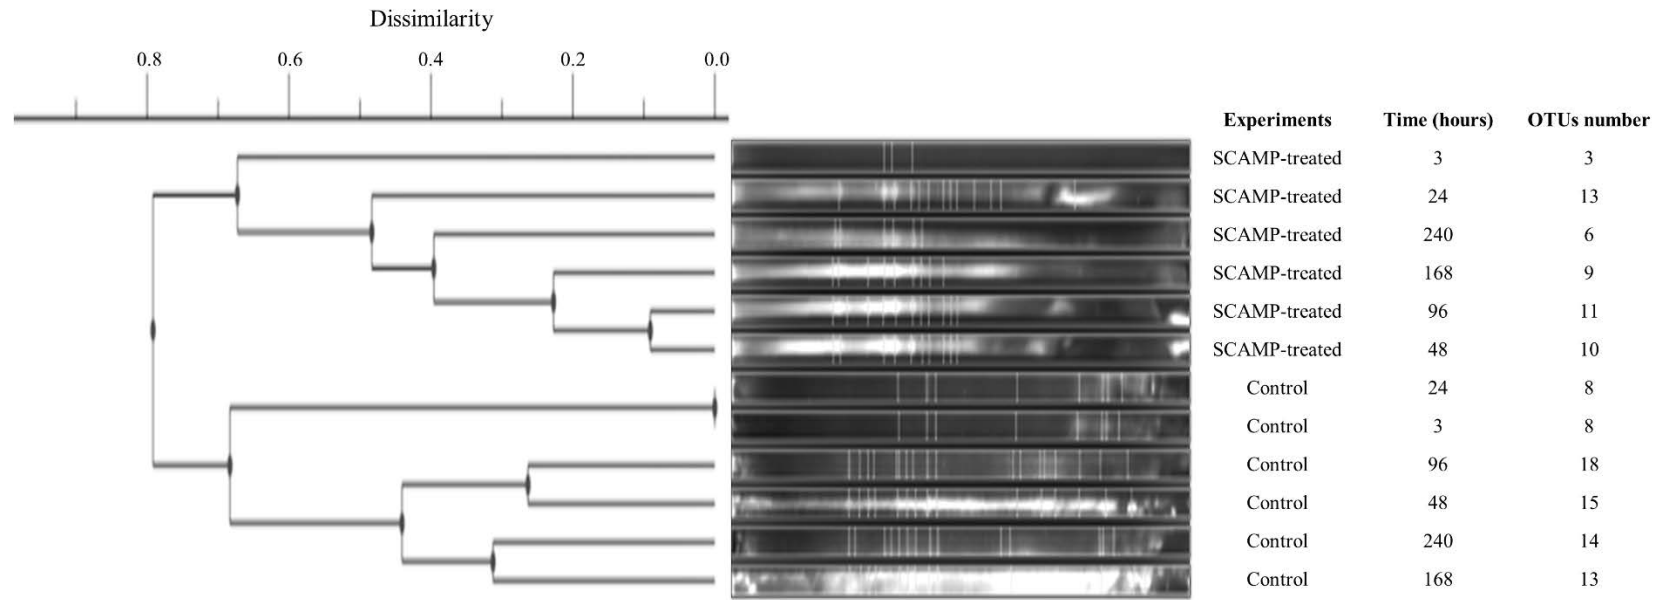 Dissimilarity
0.8 0.6 0.4 0.2 0.0
Experiments Time (hours) OTUs number
SCAMP-treated 3 3
SCAMP-treated 24 13
SCAMP-treated 240 6
SCAMP-treated 168 9
SCAMP-treated 96 11
SCAMP-treated 48 10
Control 24 8
Control 3 8
Control 96 18
Control 48 15
Control 240 14
Control 168 13